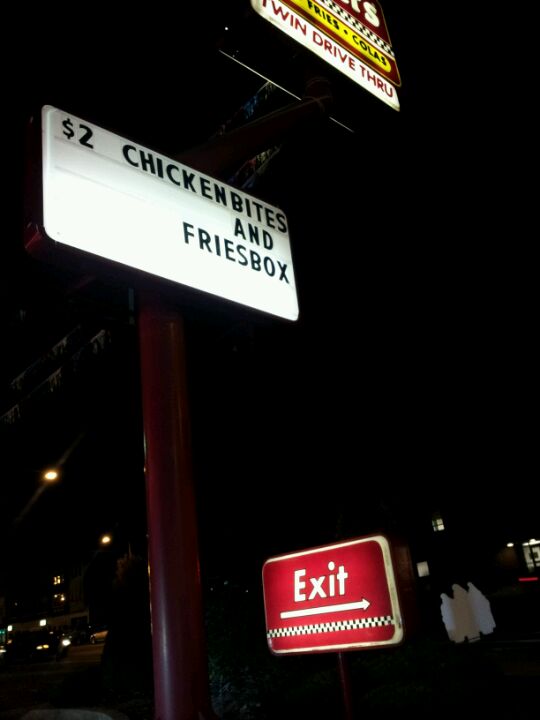 FRIES • COLAS
TWIN DRIVE THRU
$2 CHICKENBITES
AND
FRIESBOX
Exit